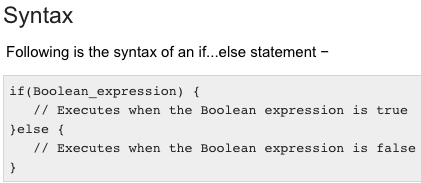 Syntax
Following is the syntax of an if...else statement −
if(Boolean_expression) {
   // Executes when the Boolean expression is true
}else {
   // Executes when the Boolean expression is false
}